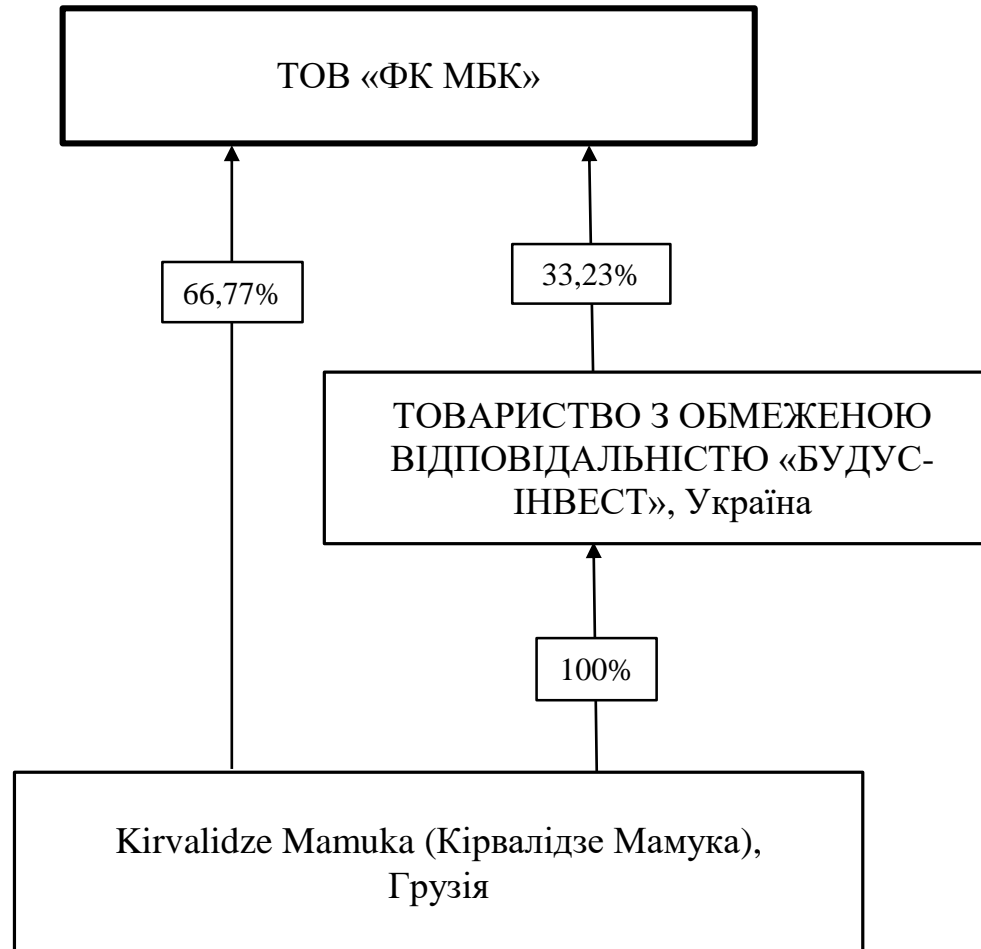 ТОВ «ФК МБК»
66,77%
33,23%
ТОВАРИСТВО З ОБМЕЖЕНОЮ
ВІДПОВІДАЛЬНІСТЮ «БУДУС-
ІНВЕСТ», Україна
100%
Kirvalidze Mamuka (Кірвалідзе Мамука),
Грузія